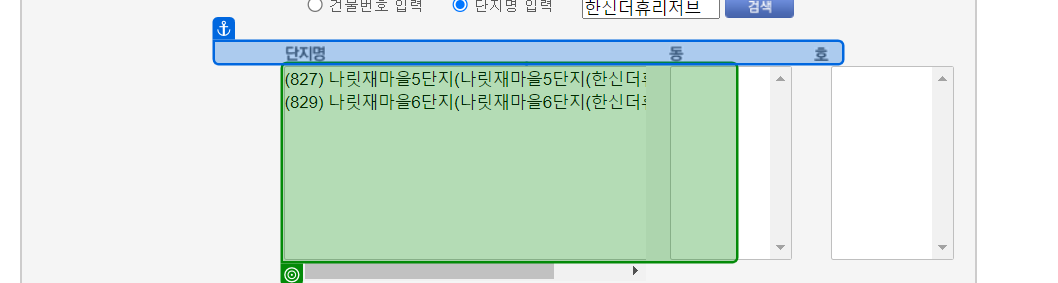 건물번호 입력 단지명 입력 한신더휴리저브 검색
단지명 동 호
(827) 나릿재마을5단지(나릿재마을5단지(한신더
(829) 나릿재마을6단지(나릿재마을6단지(한신더